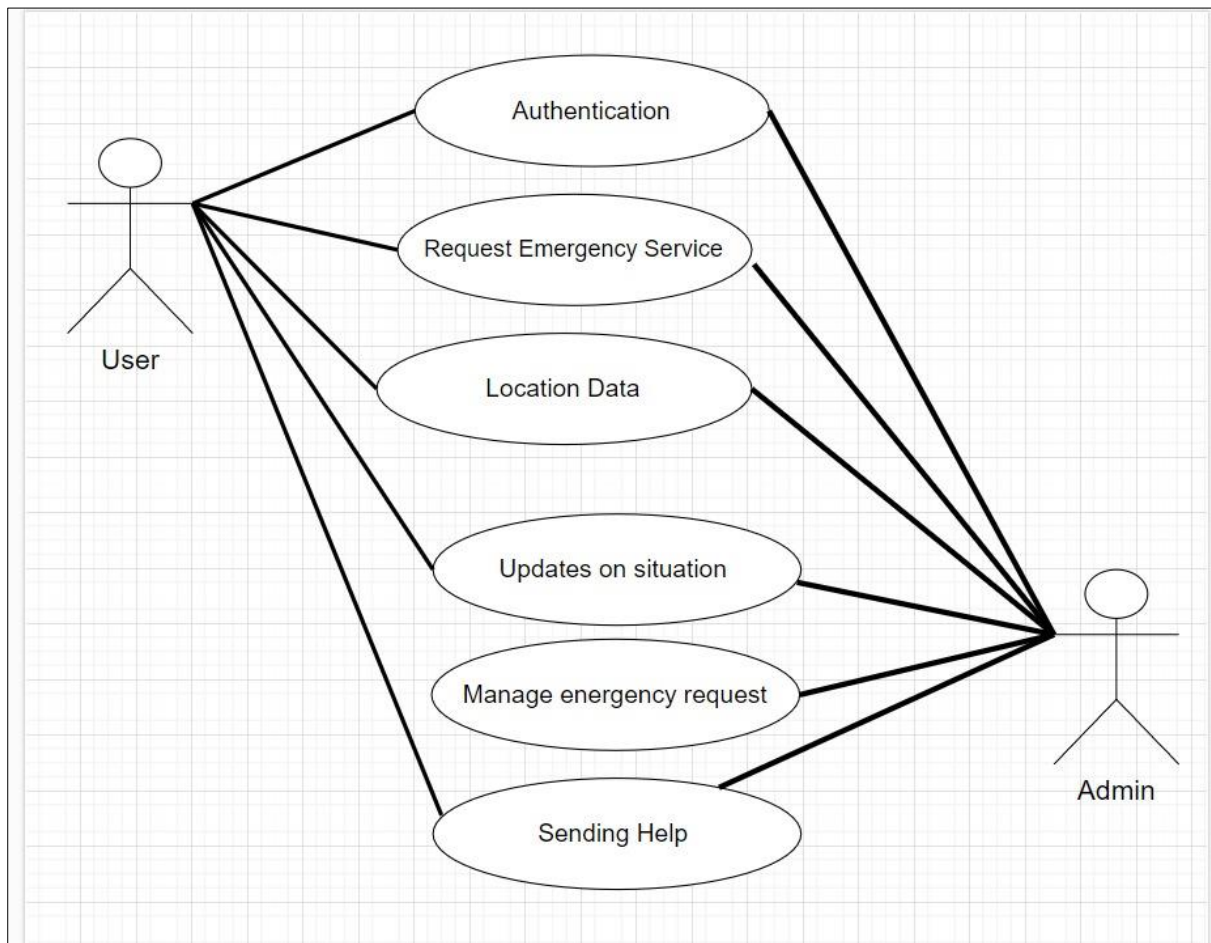 Authentication
Request Emergency Service
User
Location Data
Updates on situation
Manage energency request
Admin
Sending Help